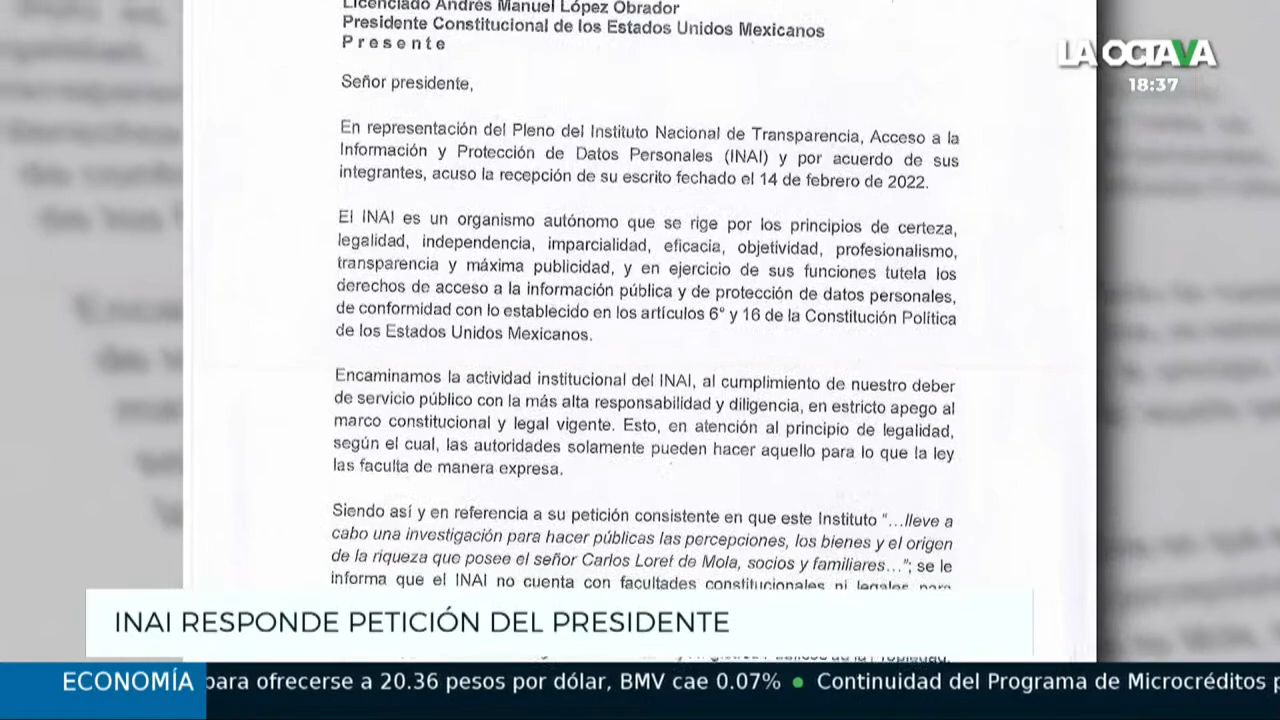 Licenciado Andrés Manuel López Obrador
Presidente Constitucional de los Estados Unidos Mexicanos
Presente
LA OCTAVA
18:37
Señor presidente,
En representación del Pleno del Instituto Nacional de Transparencia, Acceso a la
Información y Protección de Datos Personales (INAI) y por acuerdo de sus
integrantes, acuso la recepción de su escrito fechado el 14 de febrero de 2022.
El INAI es un organismo autónomo que se rige por los principios de certeza,
legalidad, independencia, imparcialidad, eficacia, objetividad, profesionalismo,
transparencia y máxima publicidad, y en ejercicio de sus funciones tutela los
derechos de acceso a la información pública y de protección de datos personales,
de conformidad con lo establecido en los artículos 6° y 16 de la Constitución Política
de los Estados Unidos Mexicanos.
Encaminamos la actividad institucional del INAI, al cumplimiento de nuestro deber
de servicio público con la más alta responsabilidad y diligencia, en estricto apego al
marco constitucional y legal vigente. Esto, en atención al principio de legalidad,
según el cual, las autoridades solamente pueden hacer aquello para lo que la ley
las faculta de manera expresa.
Siendo así y en referencia a su petición consistente en que este Instituto "...lleve a
cabo una investigación para hacer públicas las percepciones, los bienes y el origen
de la riqueza que posee el señor Carlos Loret de Mola, socios y familiares..."; se le
informa que el INAI no cuenta con facultades constitucionales ni legales para
INAI RESPONDE PETICIÓN DEL PRESIDENTE
ECONOMÍA para ofrecerse a 20.36 pesos por dólar, BMV cae 0.07% ● Continuidad del Programa de Microcréditos